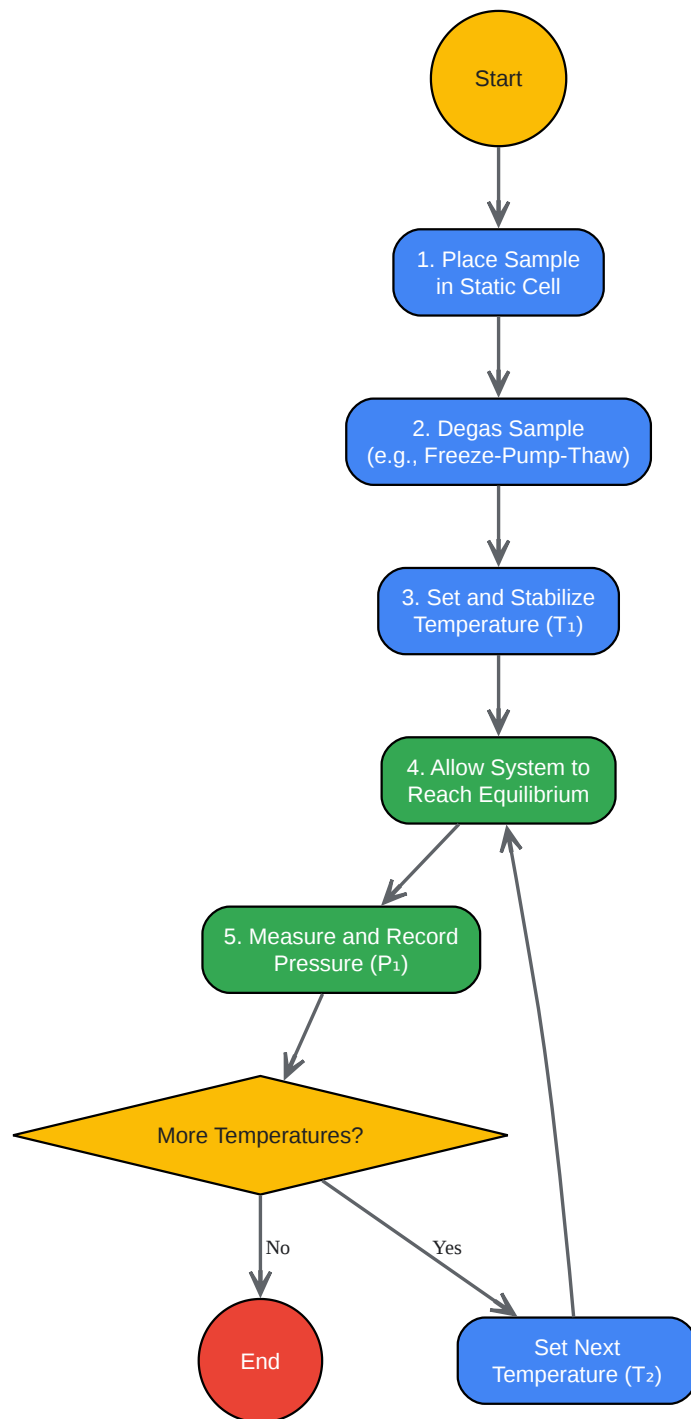 Start
1. Place Sample
in Static Cell
2. Degas Sample
(e.g., Freeze-Pump-Thaw)
3. Set and Stabilize
Temperature (T₁)
4. Allow System to
Reach Equilibrium
5. Measure and Record
Pressure (P₁)
More Temperatures?
No
Yes
End
Set Next
Temperature (T₂)